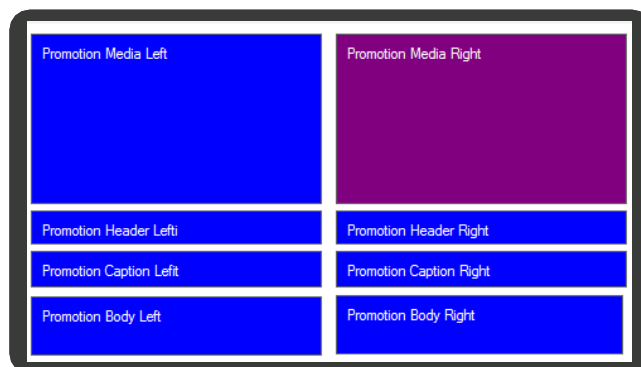 Promotion Media Left
Promotion Media Right
Promotion Header Lefti
Promotion Header Right
Promotion Caption Lefit
Promotion Caption Right
Promotion Body Left
Promotion Body Right